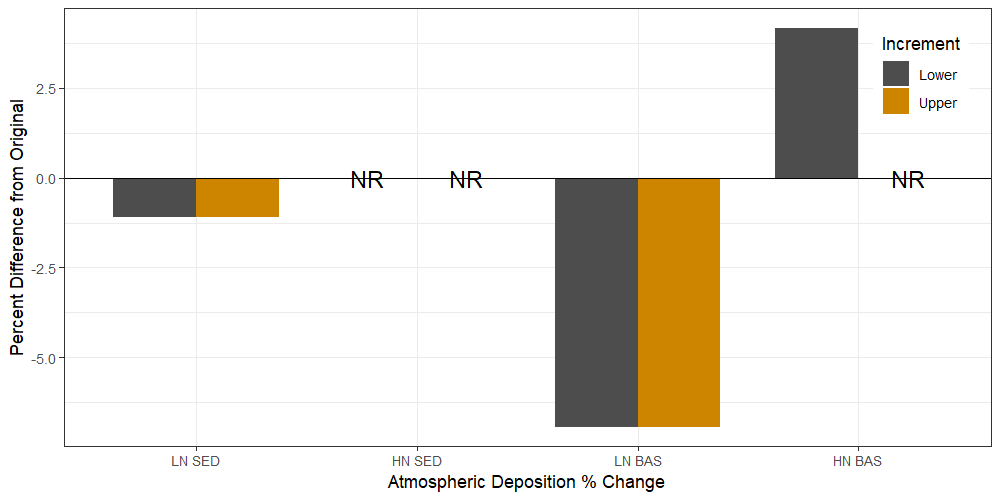 Percent Difference from Original
2.5
0.0
-2.5
-5.0
NR
NR
NR
Increment
Lower
Upper
LN SED
HN SED
LN BAS
HN BAS
Atmospheric Deposition % Change